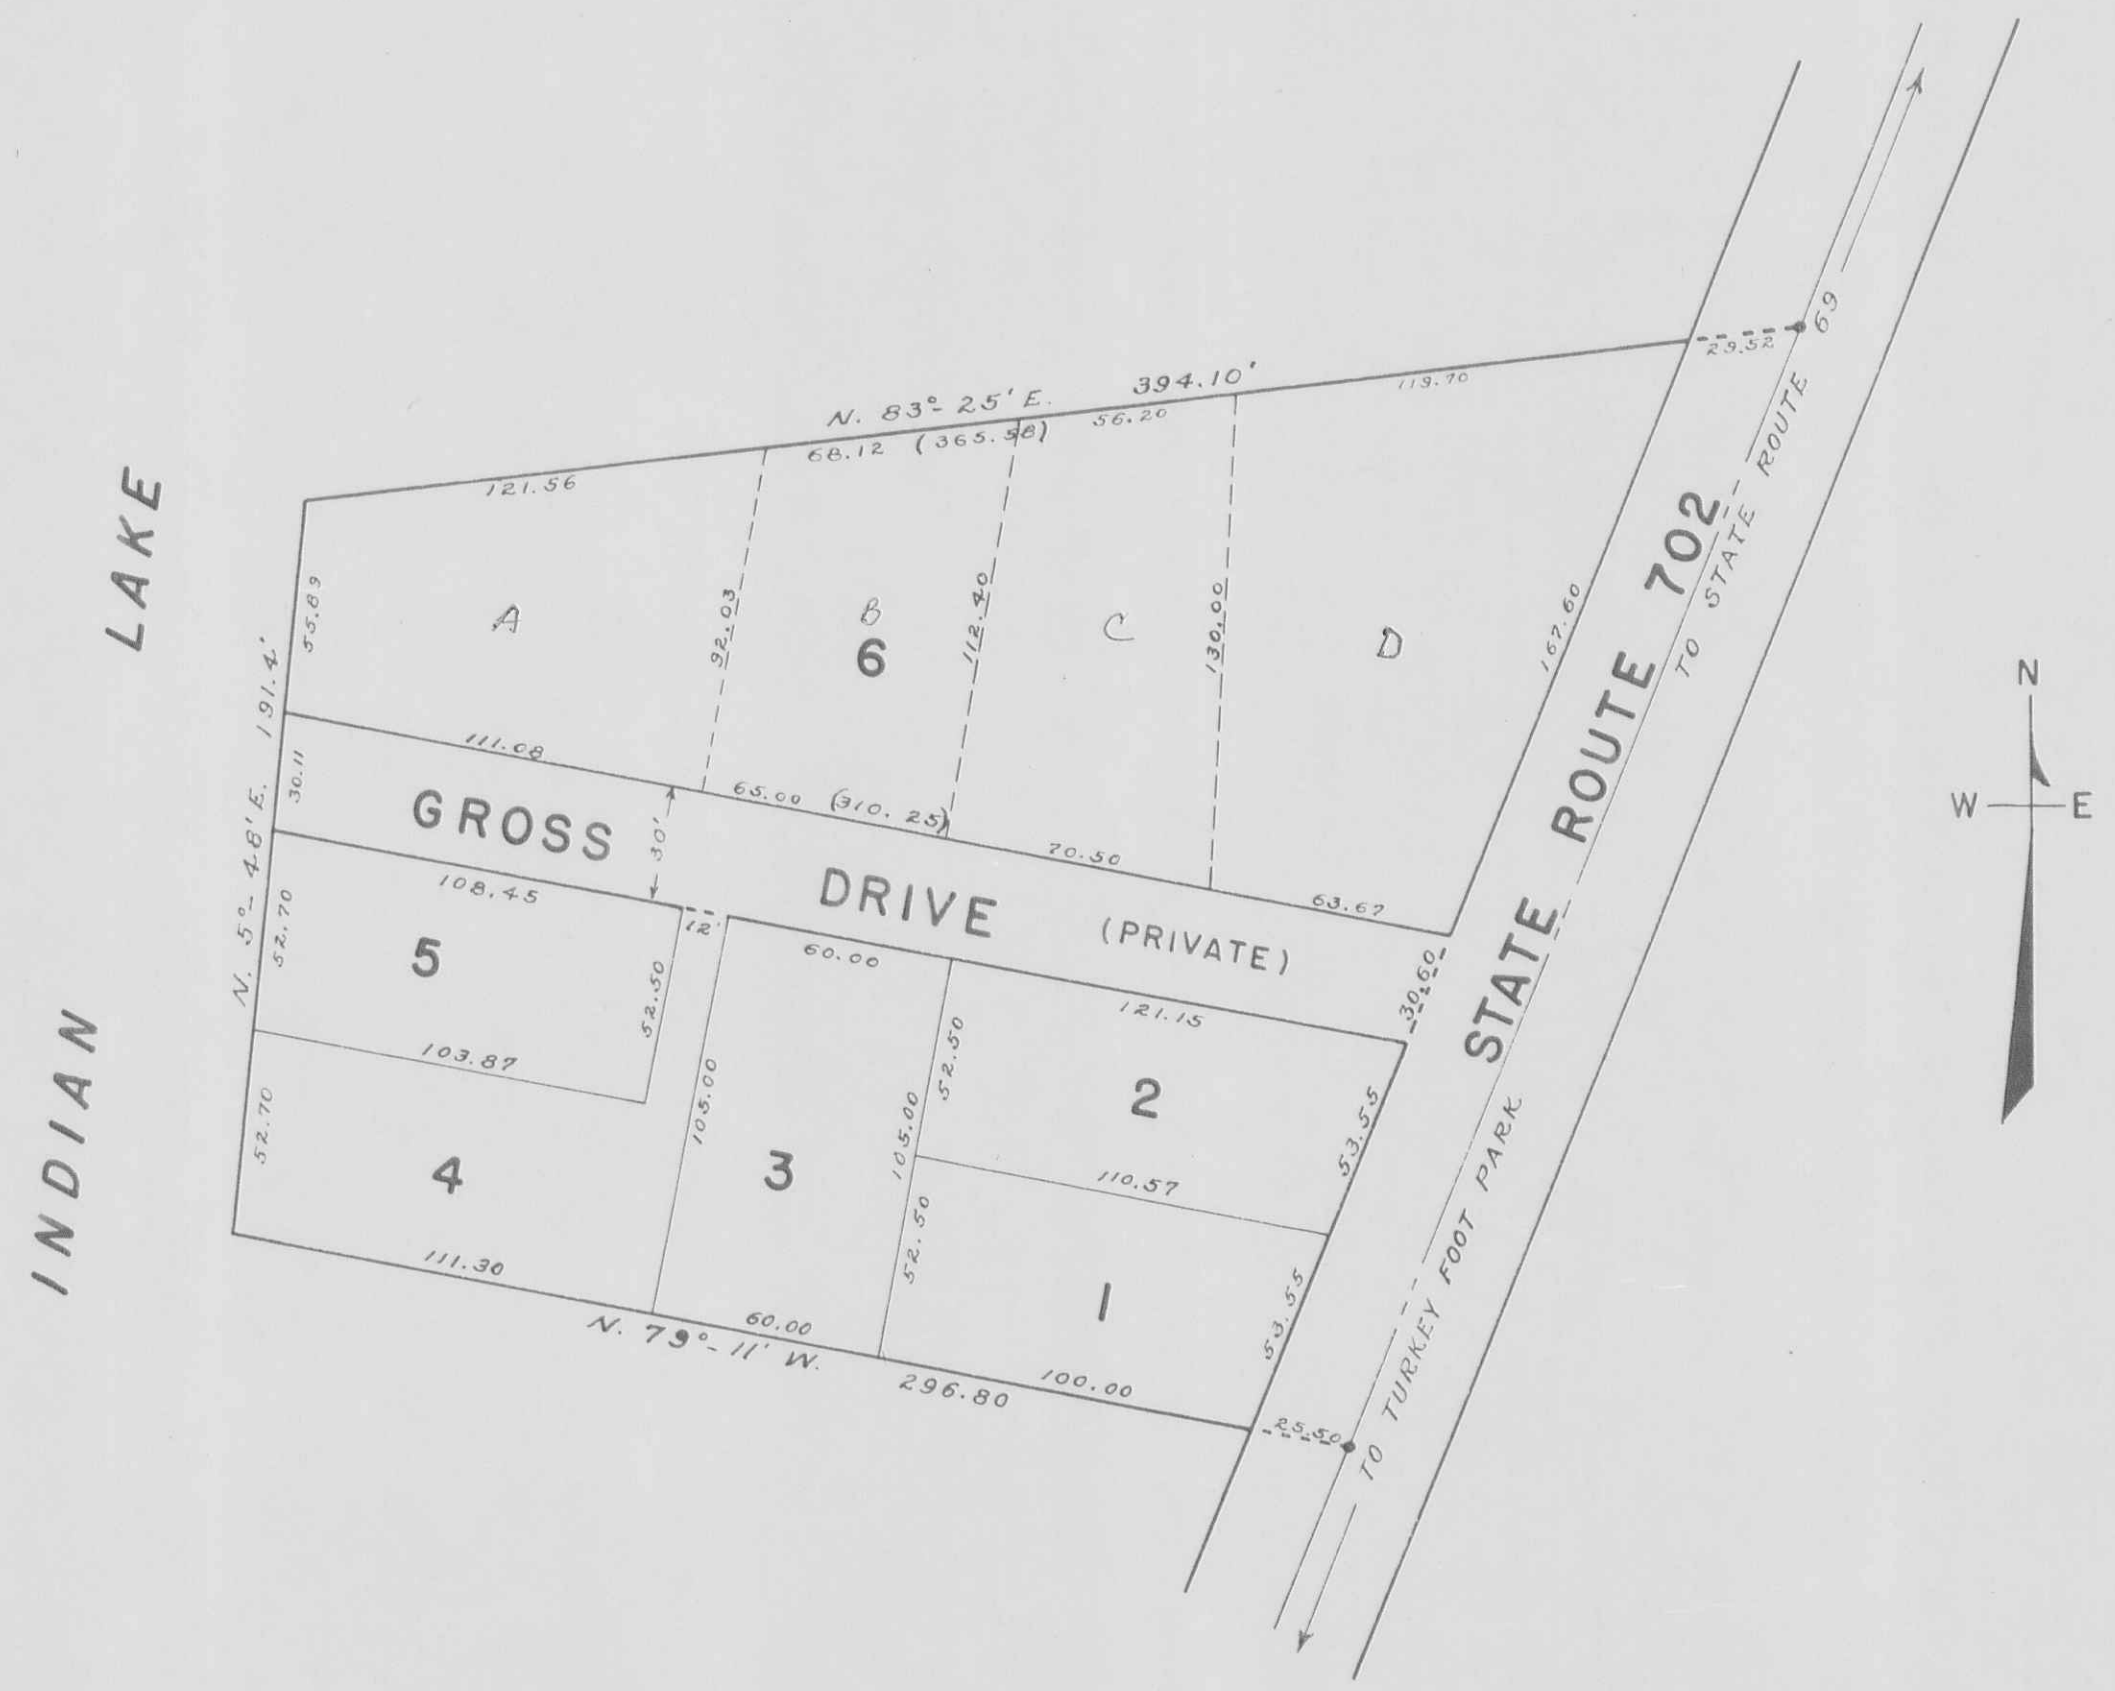 69
29.52
N. 83°- 25' E. 394.10'
119.70
56.20
68.12 (365.58)
121.56
LAKE
STATE ROUTE 702
TO STATE ROUTE
55.89
A
92.03
B
6
112.40
C
130.00
D
167.60
N. 5°- 48' E. 191.4'
N
W E
111.08
65.00 (310.25)
70.50
63.67
30.11
GROSS DRIVE (PRIVATE)
30'
30.60
108.45
12'
60.00
121.15
52.70
5
52.50
103.87
INDIAN
52.70
4
105.00
3
105.00
52.50
2
53.55
110.57
52.50
1
53.55
111.30
60.00
100.00
N. 79°- 11' W. 296.80
25.50
TO TURKEY FOOT PARK